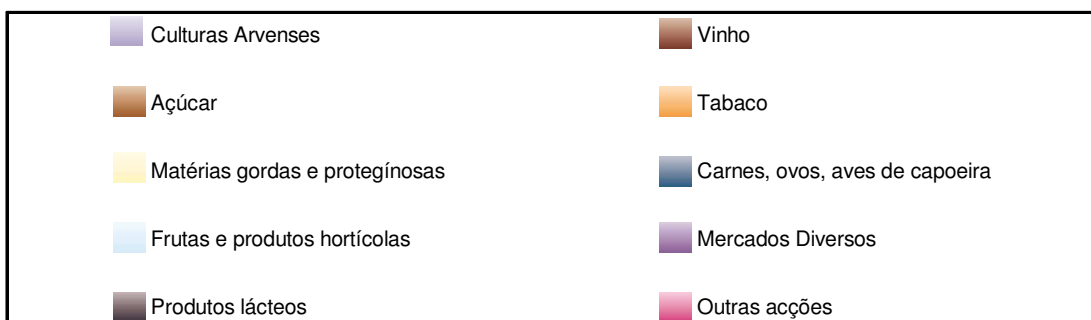 Culturas Arvenses
Vinho
Açúcar
Tabaco
Matérias gordas e protegínosas
Carnes, ovos, aves de capoeira
Frutas e produtos hortícolas
Mercados Diversos
Produtos lácteos
Outras acções